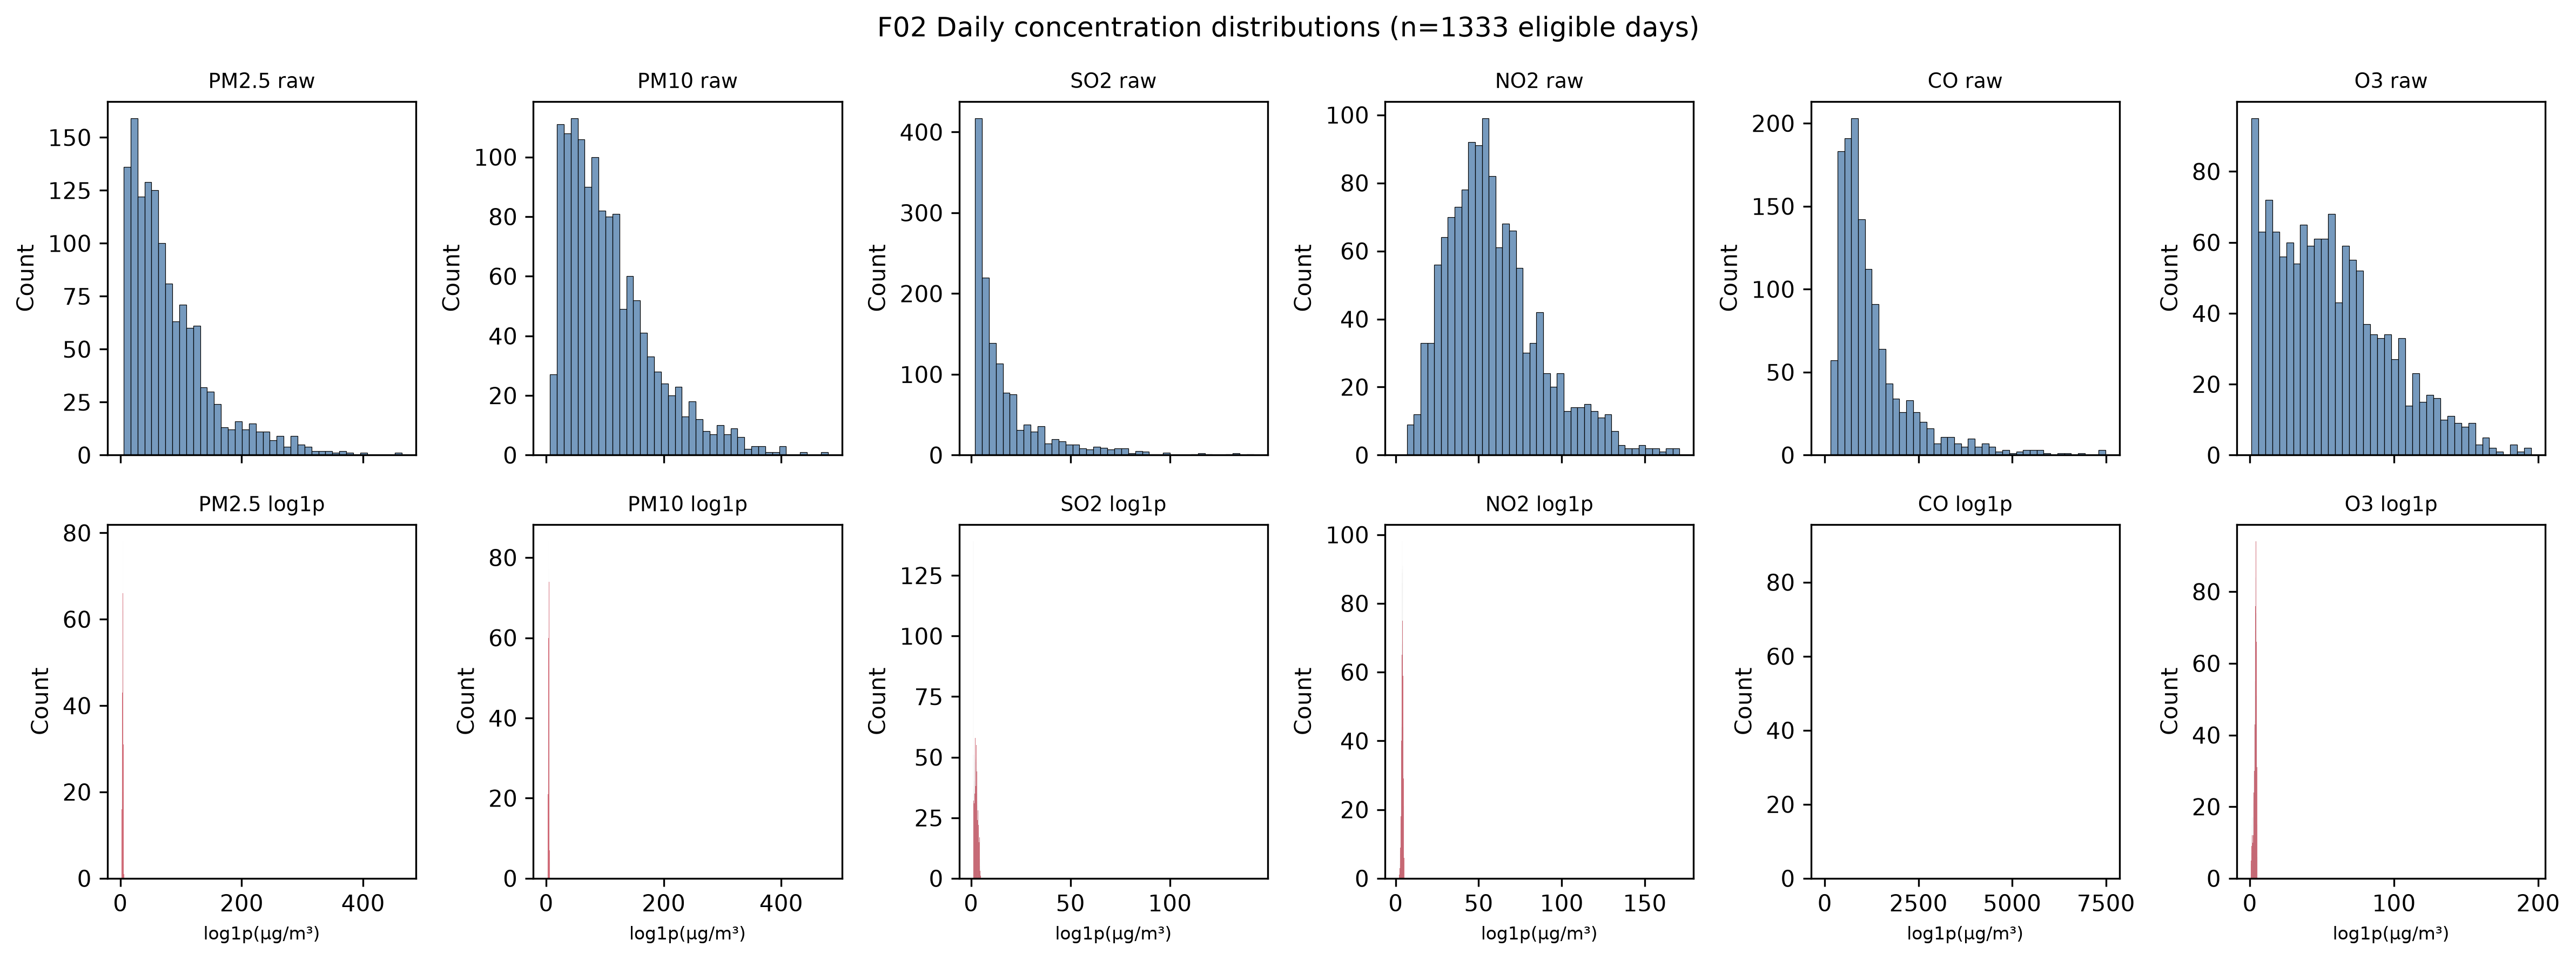 F02 Daily concentration distributions (n=1333 eligible days)
PM2.5 raw
Count
150
125
100
75
50
25
0
PM10 raw
Count
100
80
60
40
20
0
SO2 raw
Count
400
300
200
100
0
NO2 raw
Count
100
80
60
40
20
0
CO raw
Count
200
150
100
50
0
O3 raw
Count
80
60
40
20
0
PM2.5 log1p
Count
80
60
40
20
0
0 200 400
log1p(µg/m³)
PM10 log1p
Count
80
60
40
20
0
0 200 400
log1p(µg/m³)
SO2 log1p
Count
125
100
75
50
25
0
0 50 100
log1p(µg/m³)
NO2 log1p
Count
100
80
60
40
20
0
0 50 100 150
log1p(µg/m³)
CO log1p
Count
80
60
40
20
0
0 2500 5000 7500
log1p(µg/m³)
O3 log1p
Count
80
60
40
20
0
0 100 200
log1p(µg/m³)